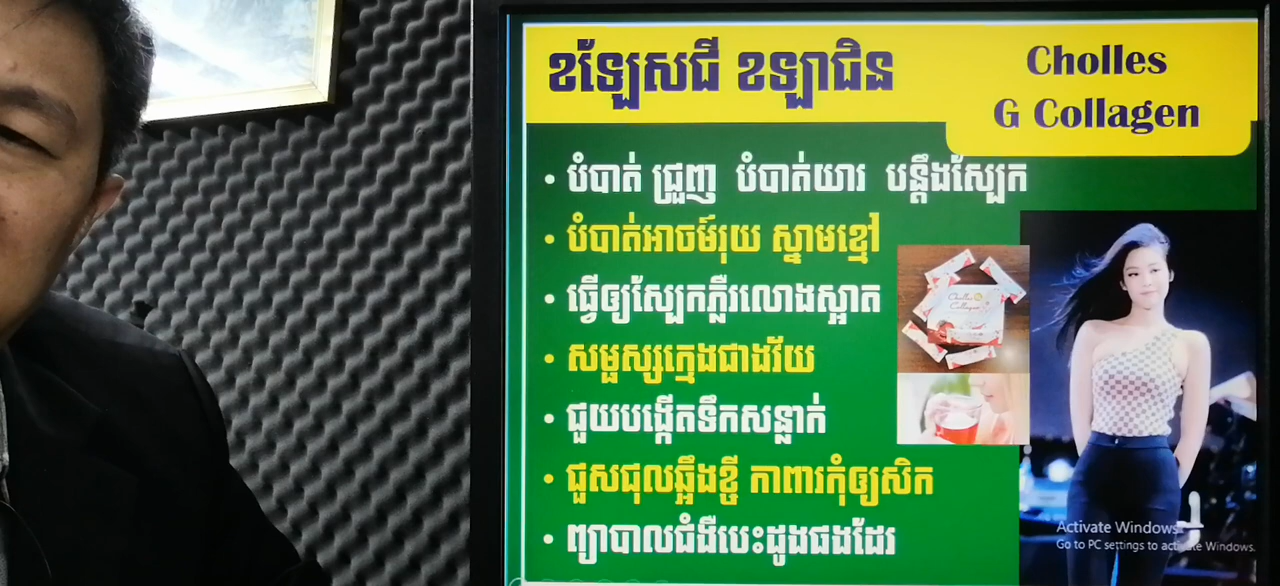 ខឡែសជី ខឡាជិន
Cholles
G Collagen
• បំបាត់ ជ្រួញ បំបាត់យារ បន្តឹងស្បែក
• បំបាត់អាចម៍រុយ ស្នាមខ្មៅ
• ធ្វើឲ្យស្បែកភ្លឺរលោងស្អាត
• សម្ផស្សក្មេងជាងវ័យ
• ជួយបង្កើតទឹកសន្លាក់
• ជួសជុលឆ្អឹងខ្ចី ការពារកុំឲ្យសឹក
• ព្យាបាលជំងឺបេះដូងផងដែរ
Cholles
Collagen
Activate Windows
Go to PC settings to activate Windows.